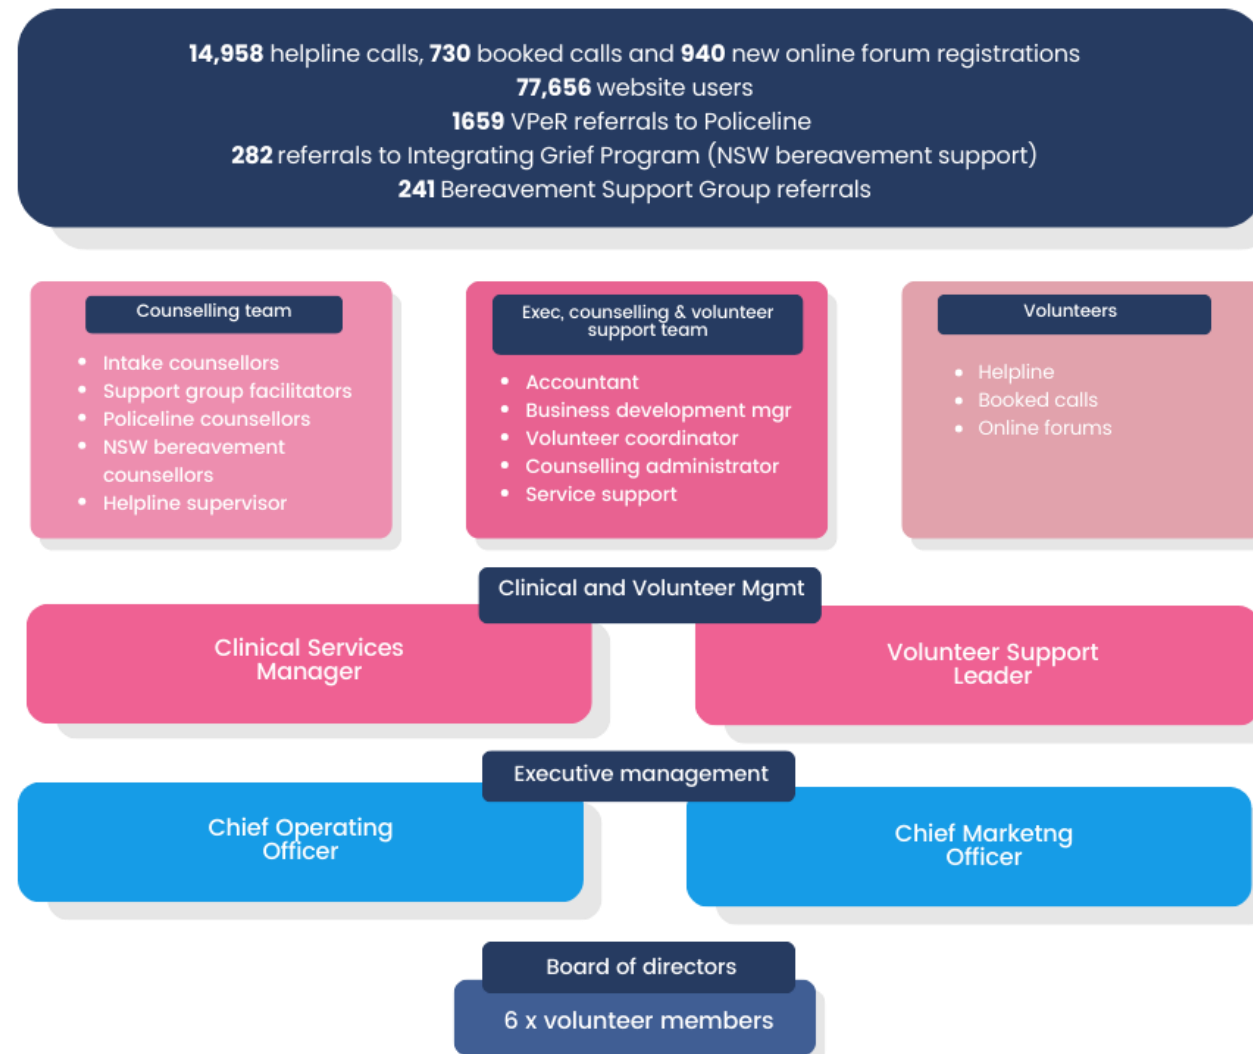 14,958 helpline calls, 730 booked calls and 940 new online forum registrations
77,656 website users
1659 VPeR referrals to Policeline
282 referrals to Integrating Grief Program (NSW bereavement support)
241 Bereavement Support Group referrals
Counselling team
• Intake counsellors
• Support group facilitators
• Policeline counsellors
• NSW bereavement
counsellors
• Helpline supervisor
Exec, counselling & volunteer
support team
• Accountant
• Business development mgr
• Volunteer coordinator
• Counselling administrator
• Service support
Volunteers
• Helpline
• Booked calls
• Online forums
Clinical and Volunteer Mgmt
Clinical Services
Manager
Volunteer Support
Leader
Executive management
Chief Operating
Officer
Chief Marketng
Officer
Board of directors
6 x volunteer members